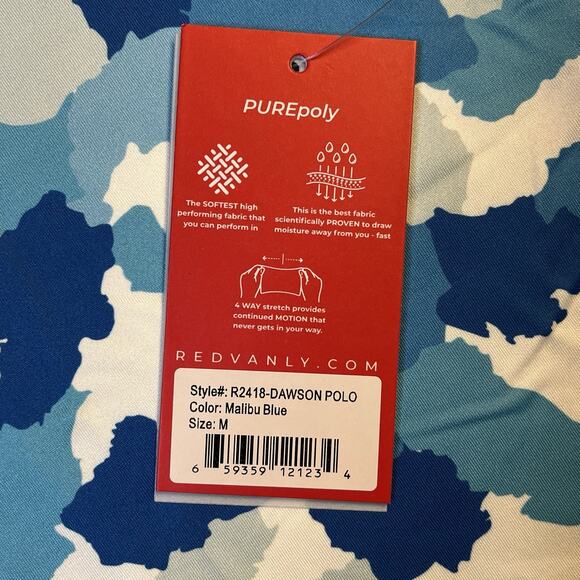 PUREpoly
The SOFTEST high
performing fabric that
you can perform in
This is the best fabric
scientifically PROVEN to draw
moisture away from you - fast
4 WAY stretch provides
continued MOTION that
never gets in your way.
REDVANLY.COM
Style#: R2418-DAWSON POLO
Color: Malibu Blue
Size: M
6 59359 12123 4